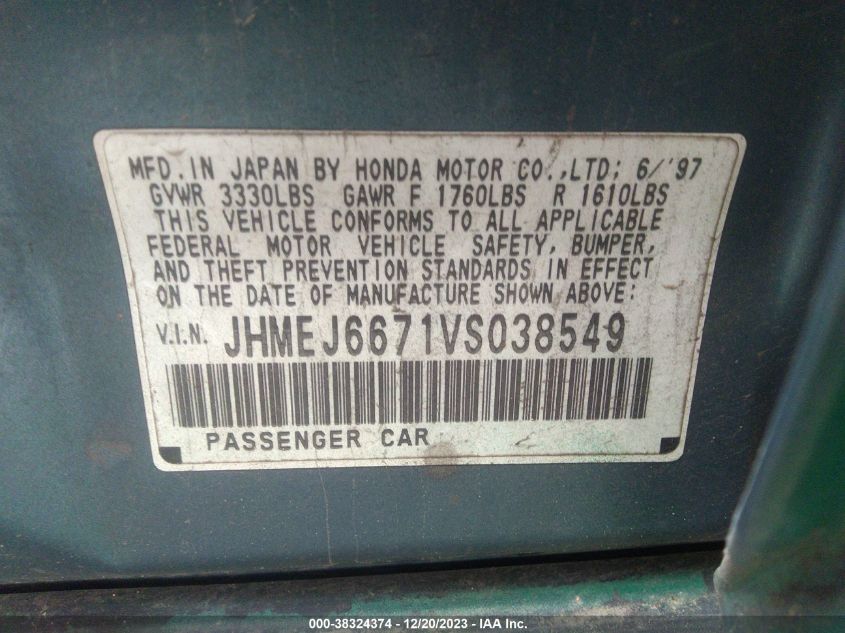 MFD. IN JAPAN BY HONDA MOTOR CO.,LTD; 6/'97
GVWR 3330LBS GAWR F 1760LBS R 1610LBS
THIS VEHICLE CONFORMS TO ALL APPLICABLE
FEDERAL MOTOR VEHICLE SAFETY, BUMPER,
AND THEFT PREVENTION STANDARDS IN EFFECT
ON THE DATE OF MANUFACTURE SHOWN ABOVE:
V.I.N. JHMEJ6671VS038549
PASSENGER CAR
000-38324374 - 12/20/2023 - IAA Inc.